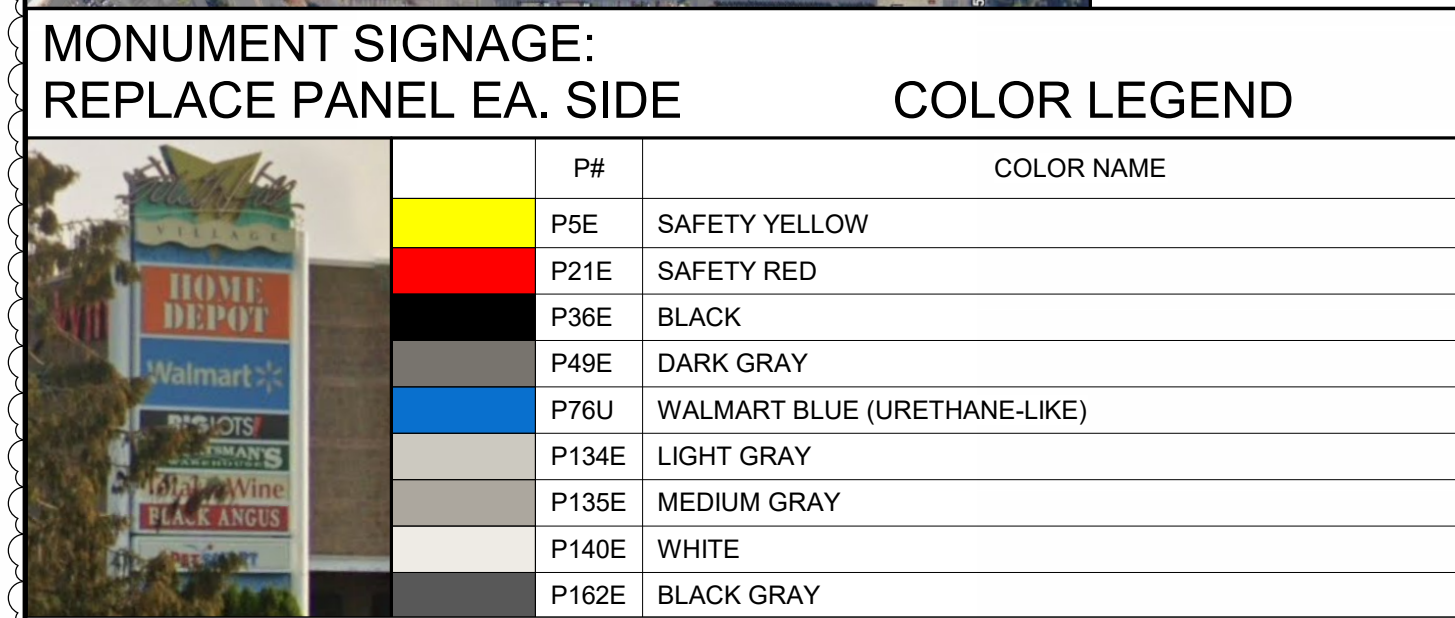 MONUMENT SIGNAGE:
REPLACE PANEL EA. SIDE
COLOR LEGEND
VILLAGE
HOME
DEPOT
Walmart
BIG LOTS!
WAREHOUSE
Wine
BLACK ANGUS
PETSMART
P# COLOR NAME
P5E SAFETY YELLOW
P21E SAFETY RED
P36E BLACK
P49E DARK GRAY
P76U WALMART BLUE (URETHANE-LIKE)
P134E LIGHT GRAY
P135E MEDIUM GRAY
P140E WHITE
P162E BLACK GRAY